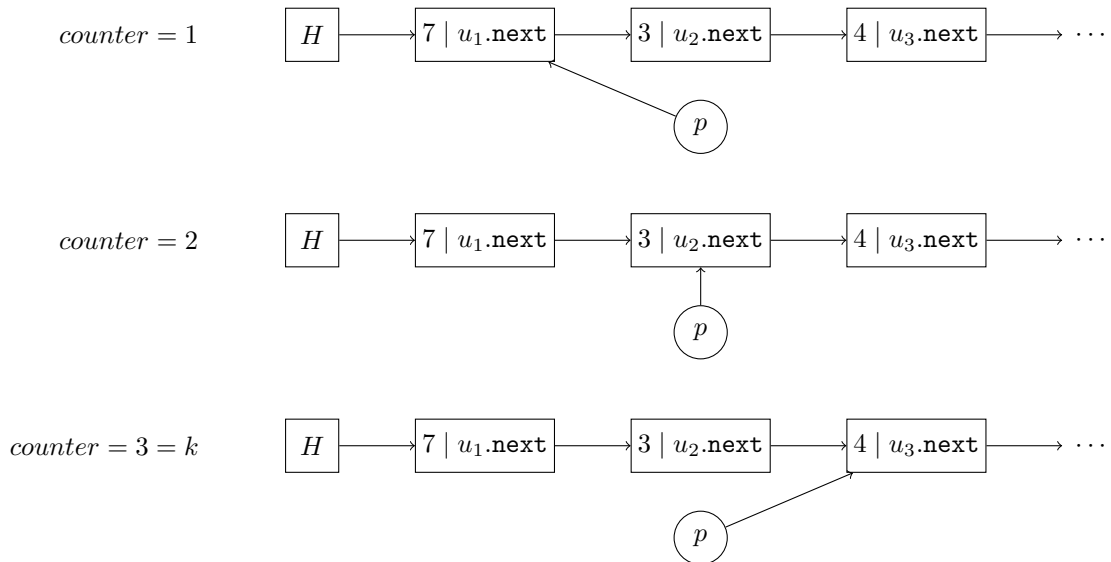 counter = 1 H 7 | u₁.next 3 | u₂.next 4 | u₃.next ⋯
p
counter = 2 H 7 | u₁.next 3 | u₂.next 4 | u₃.next ⋯
p
counter = 3 = k H 7 | u₁.next 3 | u₂.next 4 | u₃.next ⋯
p